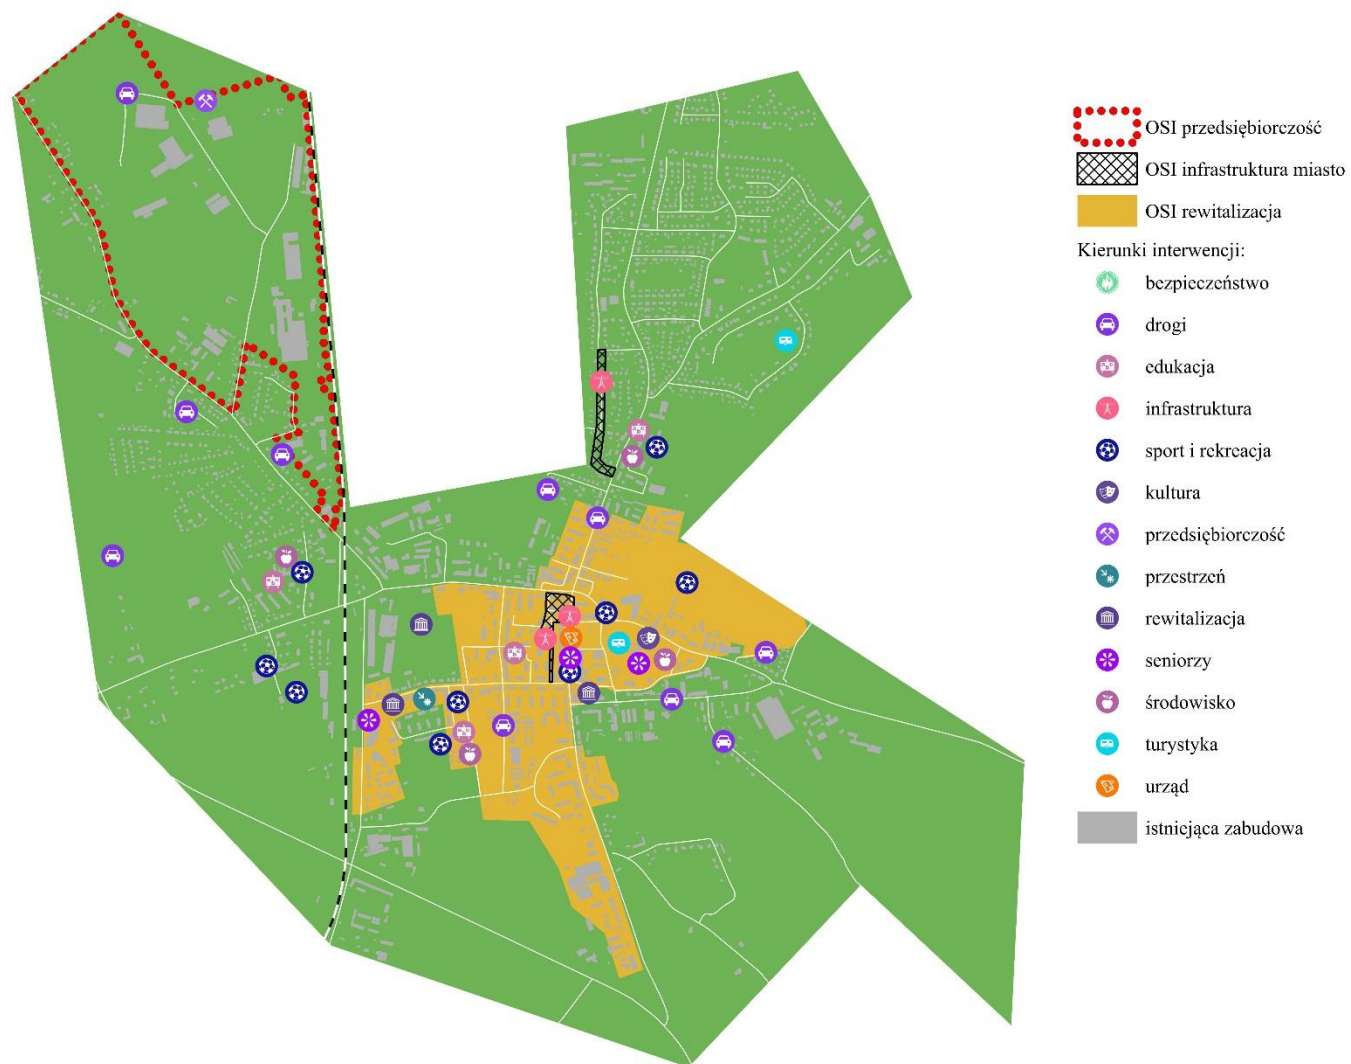 OSI przedsiębiorczość
OSI infrastruktura miasto
OSI rewitalizacja
Kierunki interwencji:
bezpieczeństwo
drogi
edukacja
infrastruktura
sport i rekreacja
kultura
przedsiębiorczość
przestrzeń
rewitalizacja
seniorzy
środowisko
turystyka
urząd
istniejąca zabudowa